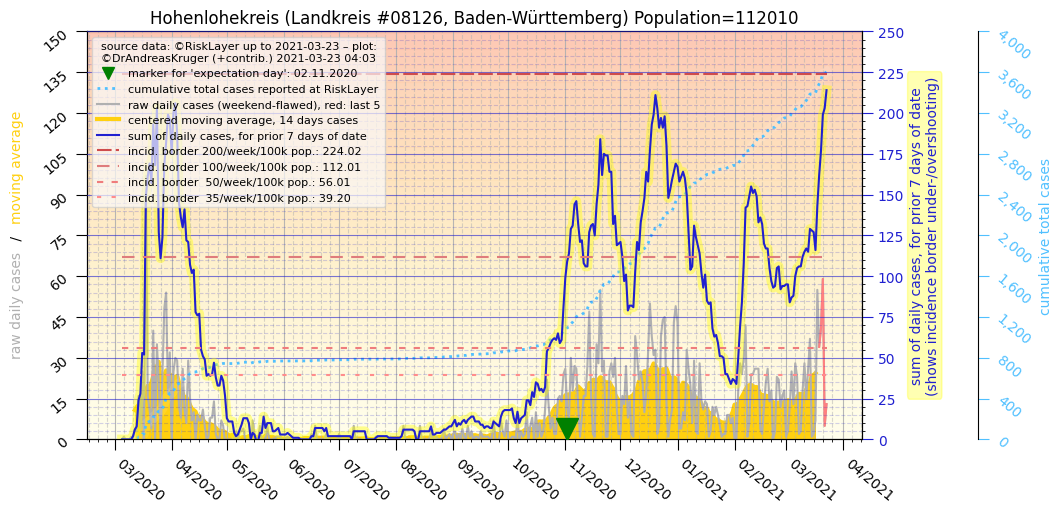 Hohenlohekreis (Landkreis #08126, Baden-Württemberg) Population=112010
source data: ©RiskLayer up to 2021-03-23 – plot:
©DrAndreasKruger (+contrib.) 2021-03-23 04:03
marker for 'expectation day': 02.11.2020
cumulative total cases reported at RiskLayer
raw daily cases (weekend-flawed), red: last 5
centered moving average, 14 days cases
sum of daily cases, for prior 7 days of date
incid. border 200/week/100k pop.: 224.02
incid. border 100/week/100k pop.: 112.01
incid. border 50/week/100k pop.: 56.01
incid. border 35/week/100k pop.: 39.20
raw daily cases / moving average
150
135
120
105
90
75
60
45
30
15
0
03/2020
04/2020
05/2020
06/2020
07/2020
08/2020
09/2020
10/2020
11/2020
12/2020
01/2021
02/2021
03/2021
04/2021
250
225
200
175
150
125
100
75
50
25
0
sum of daily cases, for prior 7 days of date
(shows incidence border under-/overshooting)
4,000
3,600
3,200
2,800
2,400
2,000
1,600
1,200
800
400
0
cumulative total cases